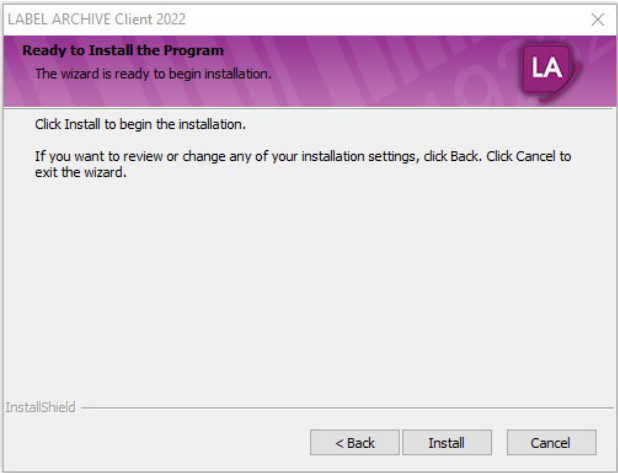 LABEL ARCHIVE Client 2022
Ready to Install the Program
The wizard is ready to begin installation.
LA
Click Install to begin the installation.
If you want to review or change any of your installation settings, click Back. Click Cancel to
exit the wizard.
InstallShield
< Back
Install
Cancel